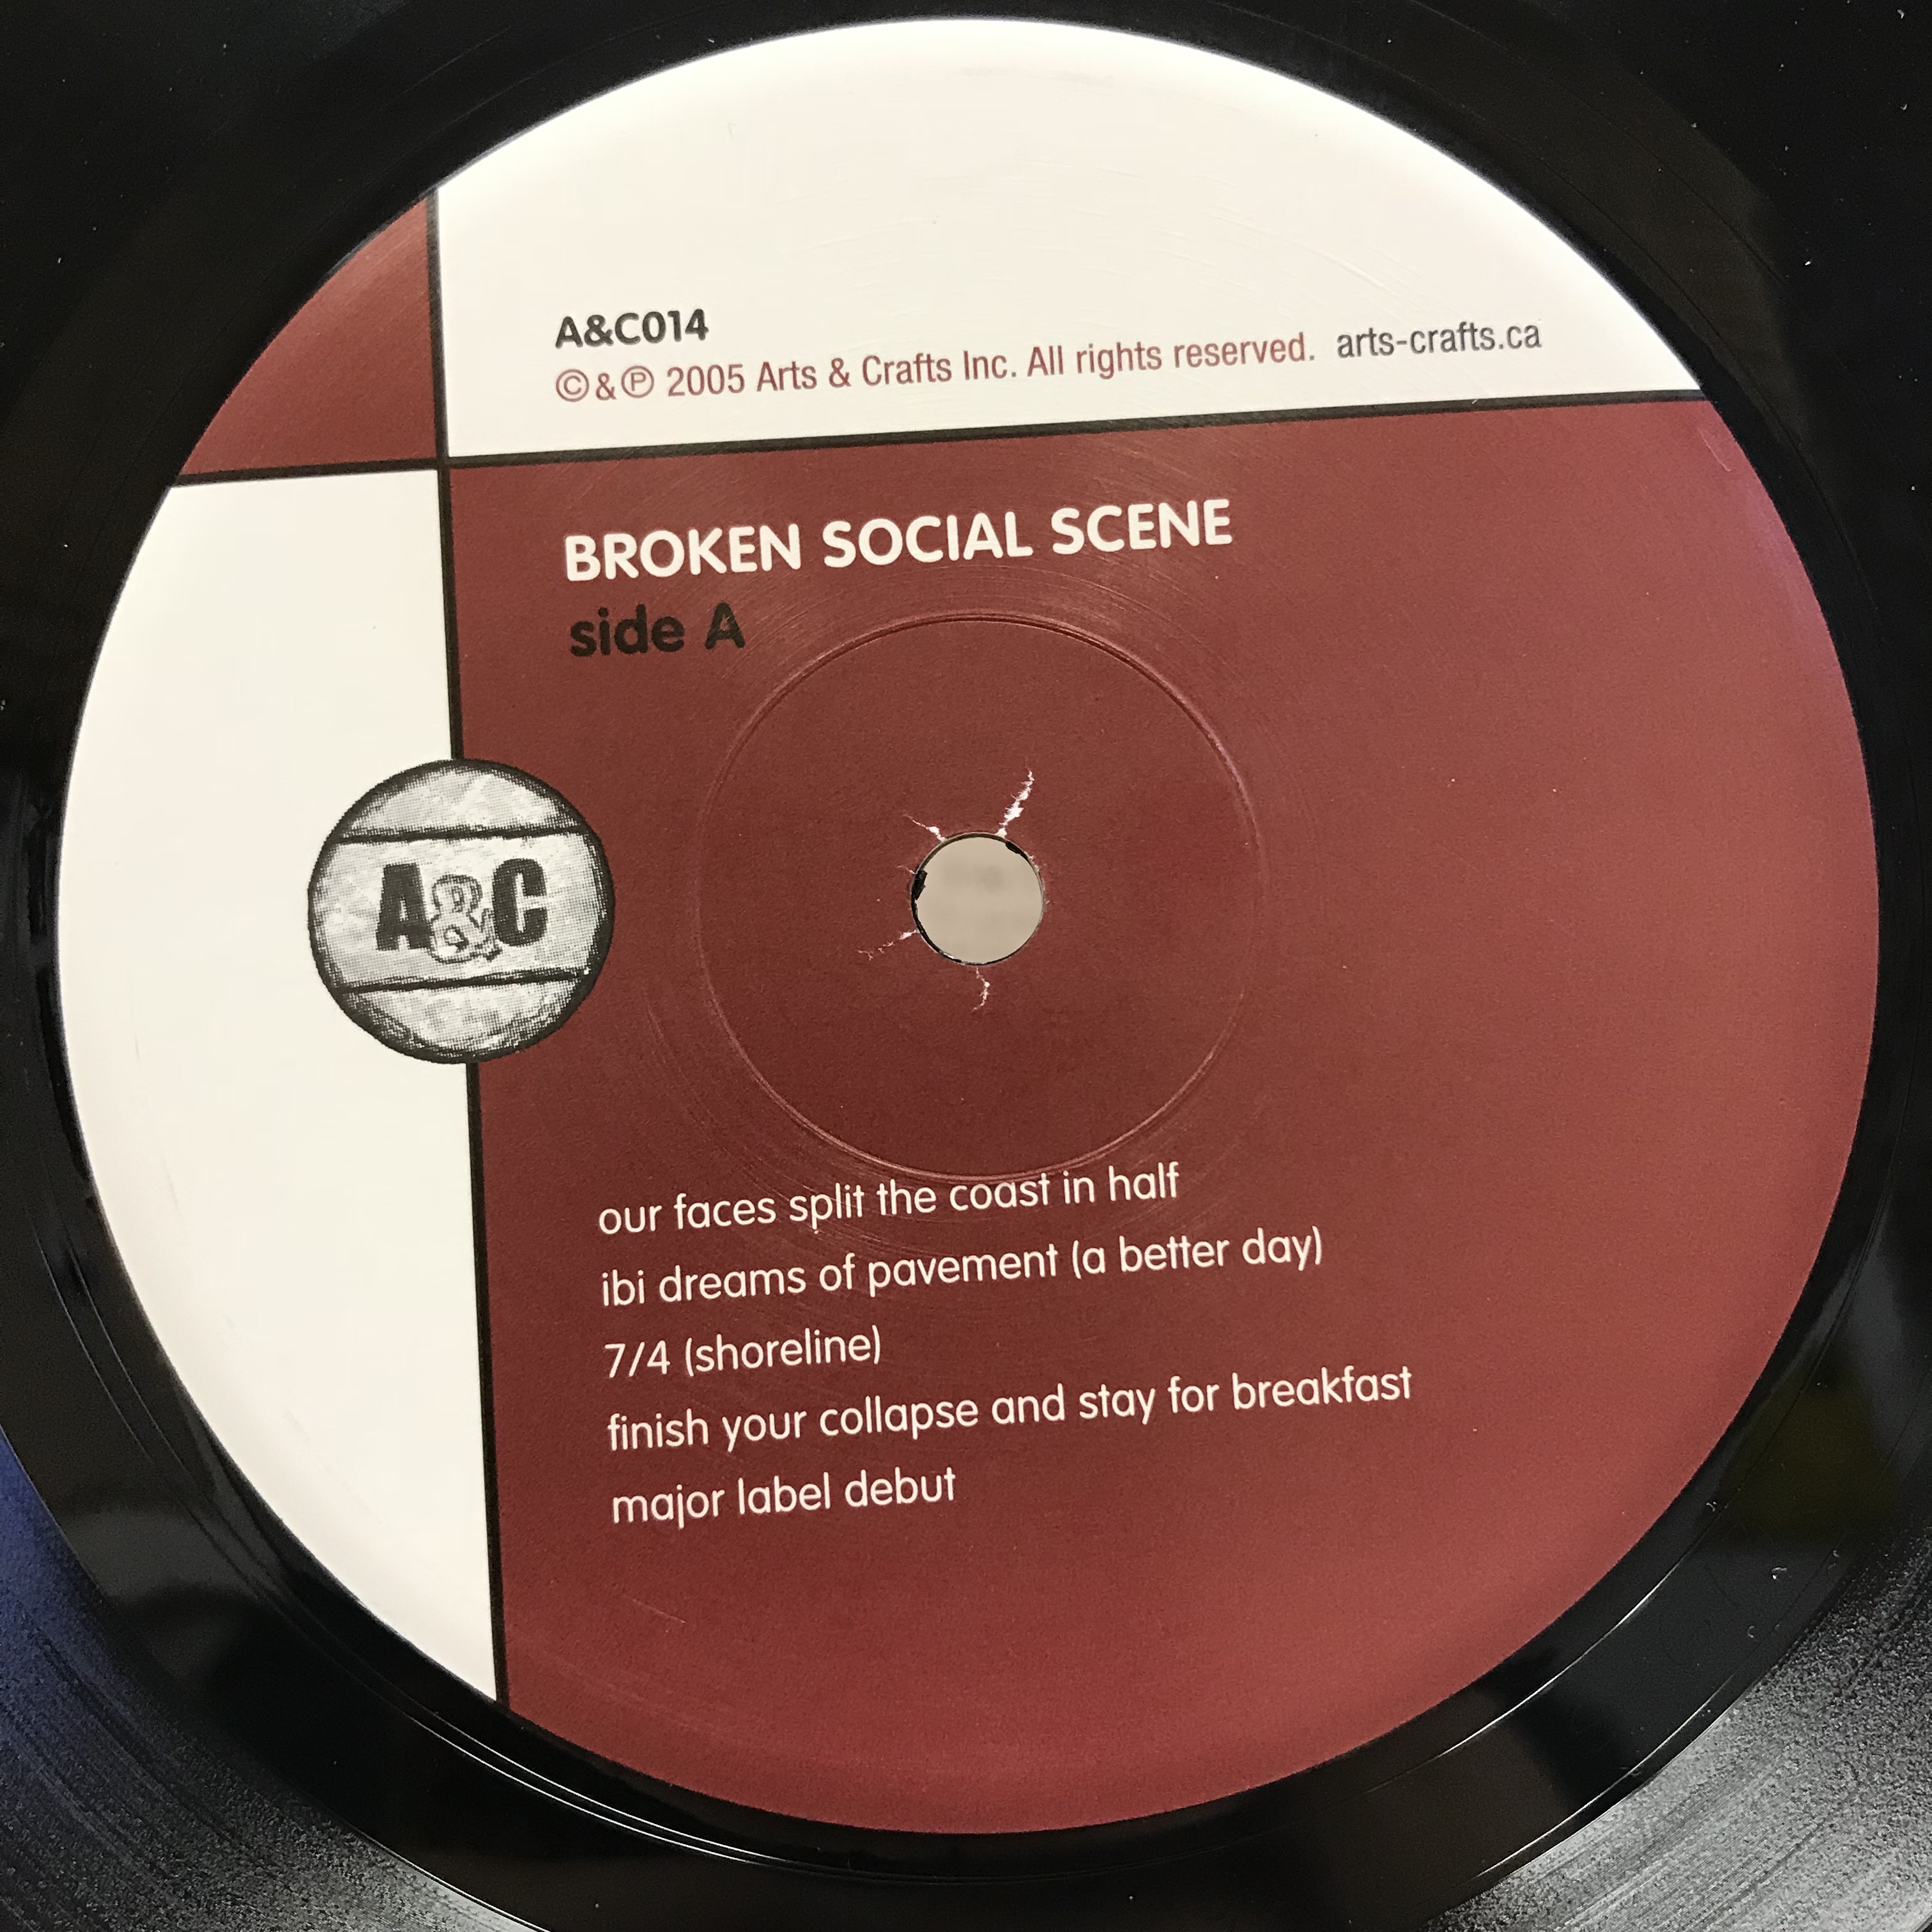 A&C014
©&℗ 2005 Arts & Crafts Inc. All rights reserved. arts-crafts.ca
BROKEN SOCIAL SCENE
side A
A&C
our faces split the coast in half
ibi dreams of pavement (a better day)
7/4 (shoreline)
finish your collapse and stay for breakfast
major label debut